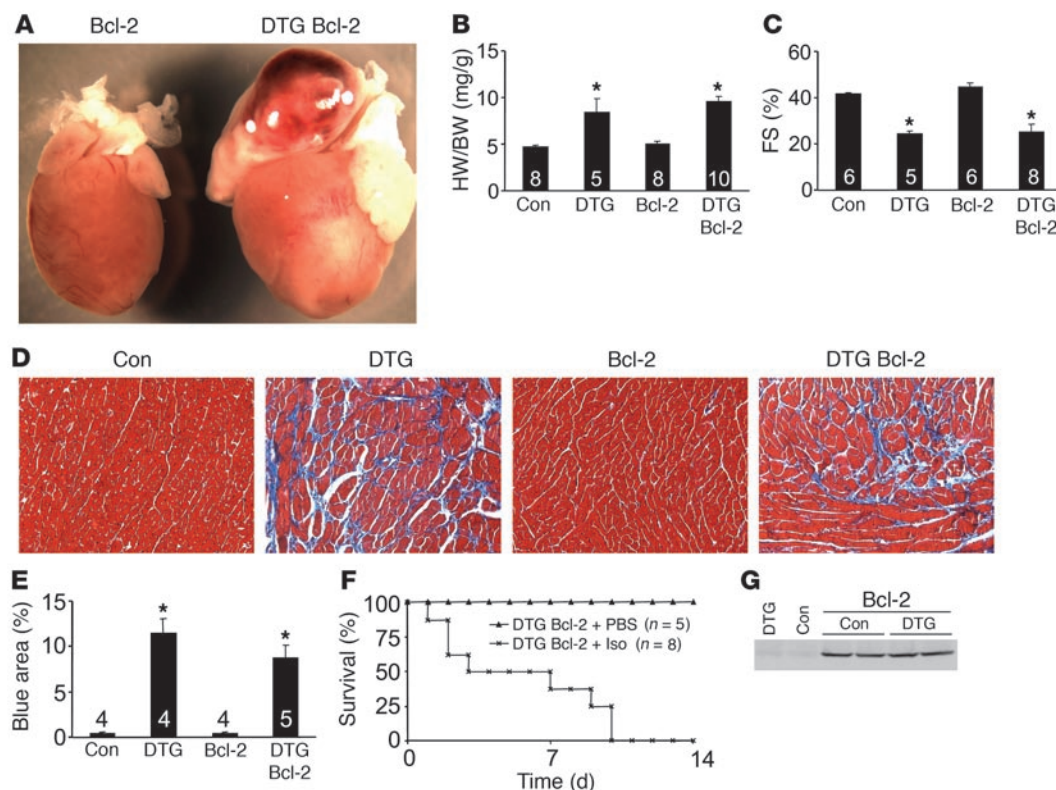 A
Bcl-2
DTG Bcl-2
B
HW/BW (mg/g)
15
10
5
0
*
*
8
5
8
10
Con
DTG
Bcl-2
DTG
Bcl-2
C
FS (%)
60
40
20
0
*
*
6
5
6
8
Con
DTG
Bcl-2
DTG
Bcl-2
D
Con
DTG
Bcl-2
DTG Bcl-2
E
Blue area (%)
15
10
5
0
*
*
4
4
4
5
Con
DTG
Bcl-2
DTG
Bcl-2
F
Survival (%)
100
75
50
25
0
DTG Bcl-2 + PBS (n = 5)
DTG Bcl-2 + Iso (n = 8)
0
7
14
Time (d)
G
DTG
Con
Bcl-2
Con
DTG